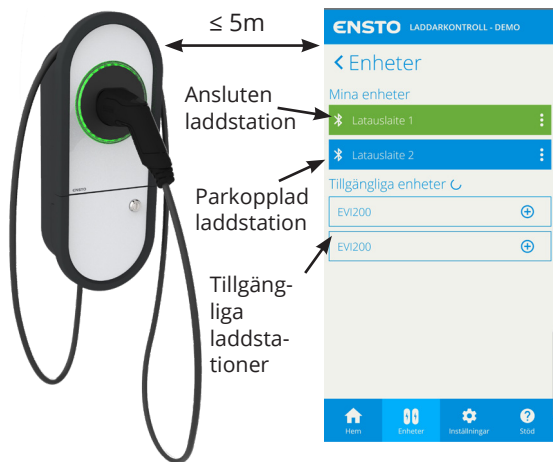 ≤ 5m
Ansluten
laddstation
Parkopplad
laddstation
Tillgäng-
liga
laddsta-
tioner
ENSTO
ENSTO LADDARKONTROLL - DEMO
Enheter
Mina enheter
Latauslaite 1
Latauslaite 2
Tillgängliga enheter
EVI200
EVI200
Hem Enheter Inställningar Stöd